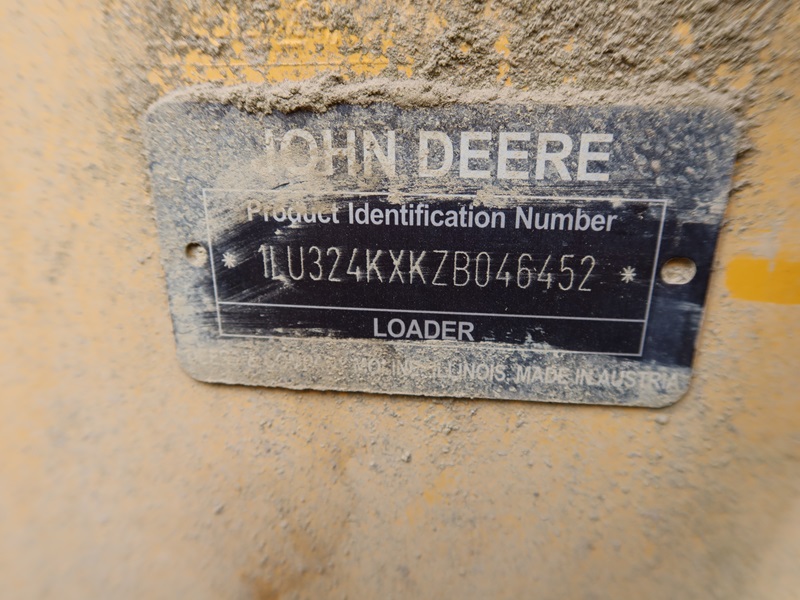 JOHN DEERE
Product Identification Number
* 1LU324KXKZB046452 *
LOADER
MOLINE, ILLINOIS, MADE IN AUSTRIA